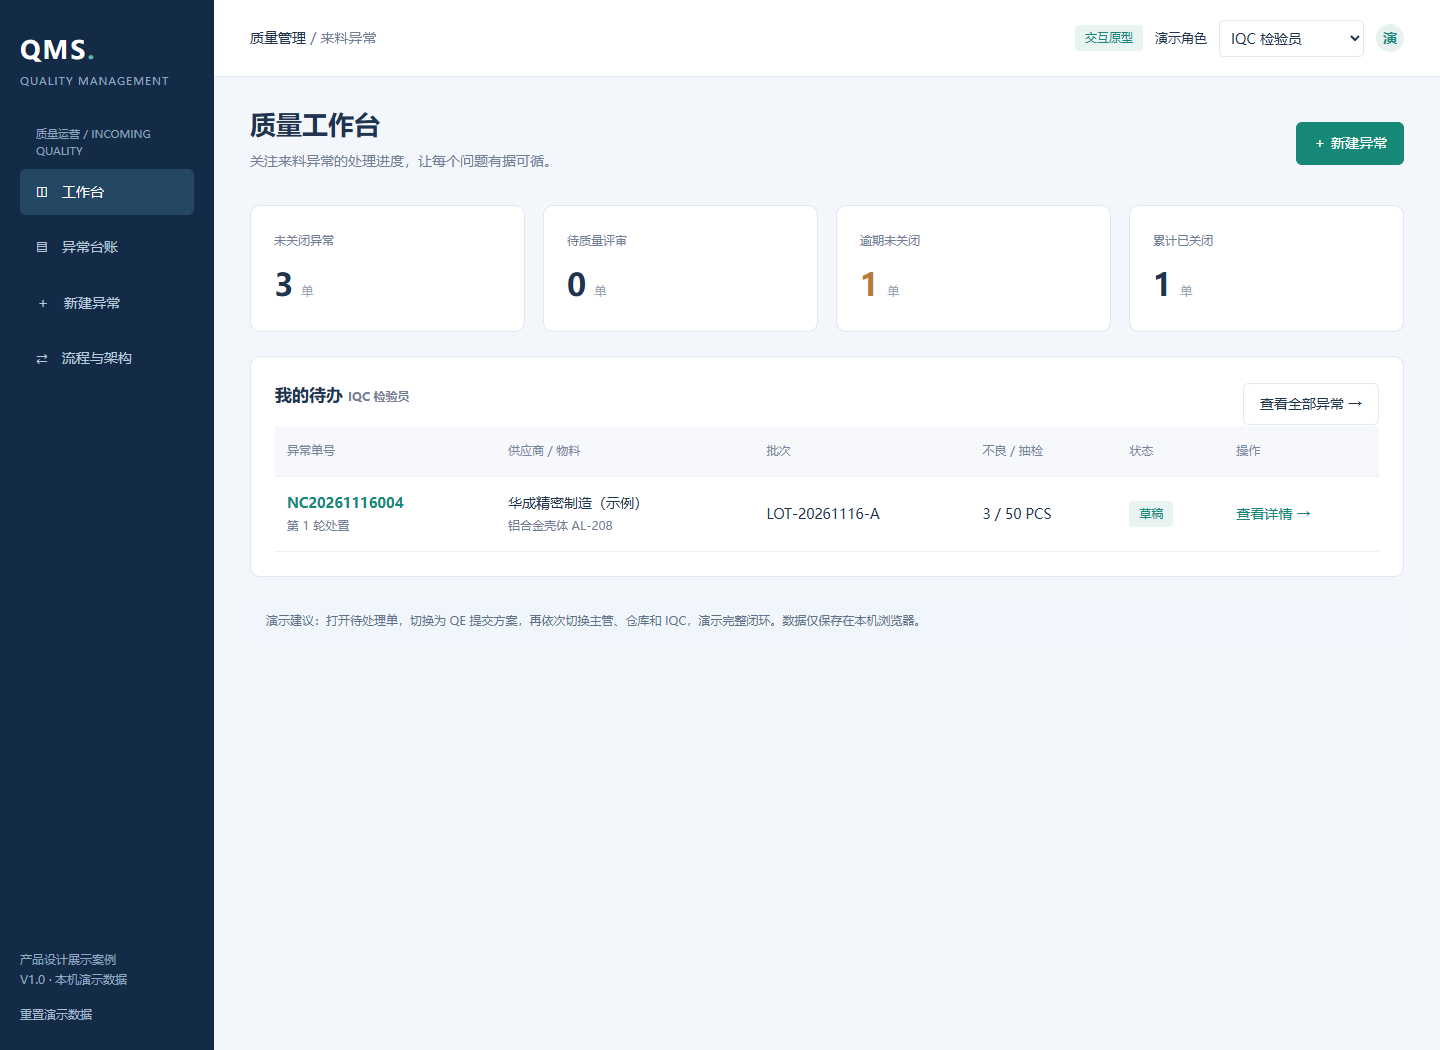 QMS.
QUALITY MANAGEMENT
质量运营 / INCOMING
QUALITY
工作台
异常台账
+ 新建异常
⇄ 流程与架构
产品设计展示案例
V1.0 · 本机演示数据
重置演示数据
质量管理 / 来料异常
交互原型 演示角色 IQC 检验员 演
质量工作台
关注来料异常的处理进度，让每个问题有据可循。
+ 新建异常
未关闭异常
3 单
待质量评审
0 单
逾期未关闭
1 单
累计已关闭
1 单
我的待办 IQC 检验员
查看全部异常 →
异常单号 供应商 / 物料 批次 不良 / 抽检 状态 操作
NC20261116004
第 1 轮处置
华成精密制造（示例）
铝合金壳体 AL-208
LOT-20261116-A
3 / 50 PCS
草稿
查看详情 →
演示建议：打开待处理单，切换为 QE 提交方案，再依次切换主管、仓库和 IQC，演示完整闭环。数据仅保存在本机浏览器。